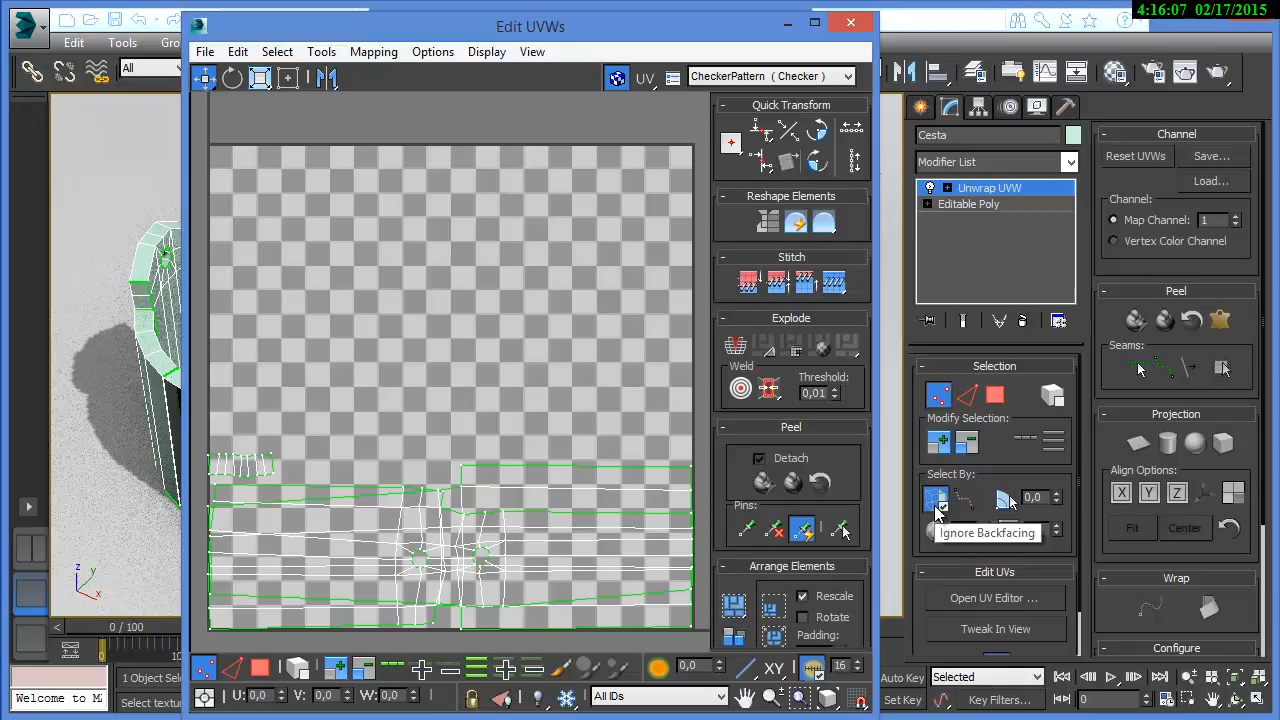 4:16:07 02/17/2015
Edit UVWs
Edit Tools Gro
File Edit Select Tools Mapping Options Display View
All
UV CheckerPattern ( Checker )
Quick Transform
Reshape Elements
Stitch
Explode
Weld
Threshold:
0,01
Peel
Detach
Pins:
Arrange Elements
Rescale
Rotate
Padding:
Cesta
Modifier List
Unwrap UVW
Editable Poly
Selection
Modify Selection:
Select By:
0,0
Ignore Backfacing
Edit UVs
Open UV Editor ...
Tweak In View
Channel
Reset UVWs Save...
Load...
Channel:
Map Channel: 1
Vertex Color Channel
Peel
Seams:
Projection
Align Options:
X Y Z
Fit Center
Wrap
Configure
z
y
x
0 / 100
0,0 XY 16
1 Object Selec
Select textur
Welcome to M
U: 0,0 V: 0,0 W: 0,0 All IDs
Auto Key Selected
Set Key Key Filters... 0